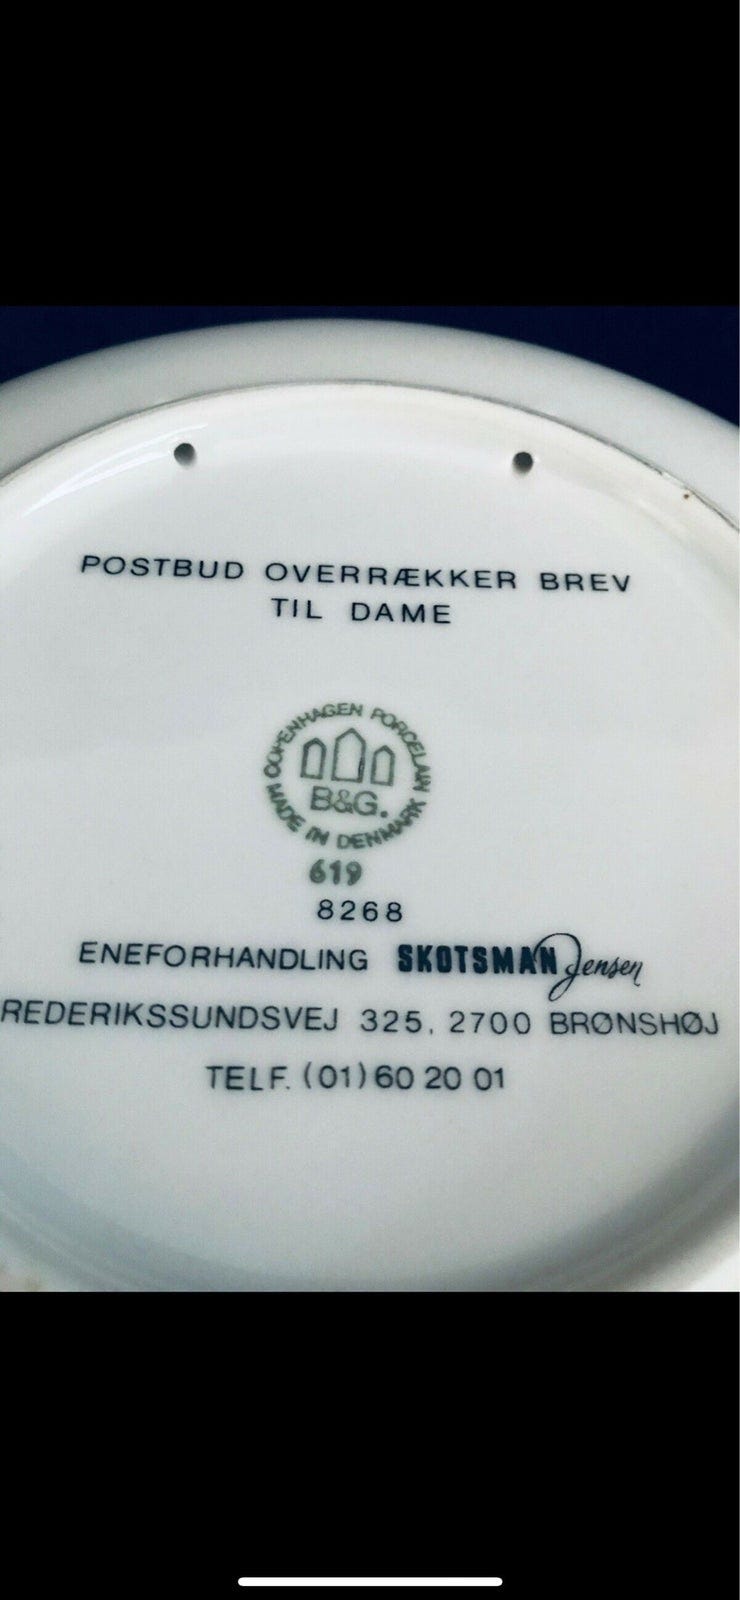 POSTBUD OVERRÆKKER BREV
TIL DAME
COPENHAGEN PORCELAIN
B&G.
MADE IN DENMARK
619
8268
ENEFORHANDLING SKOTSMAN Jensen
REDERIKSSUNDSVEJ 325, 2700 BRØNSHØJ
TELF. (01) 60 20 01